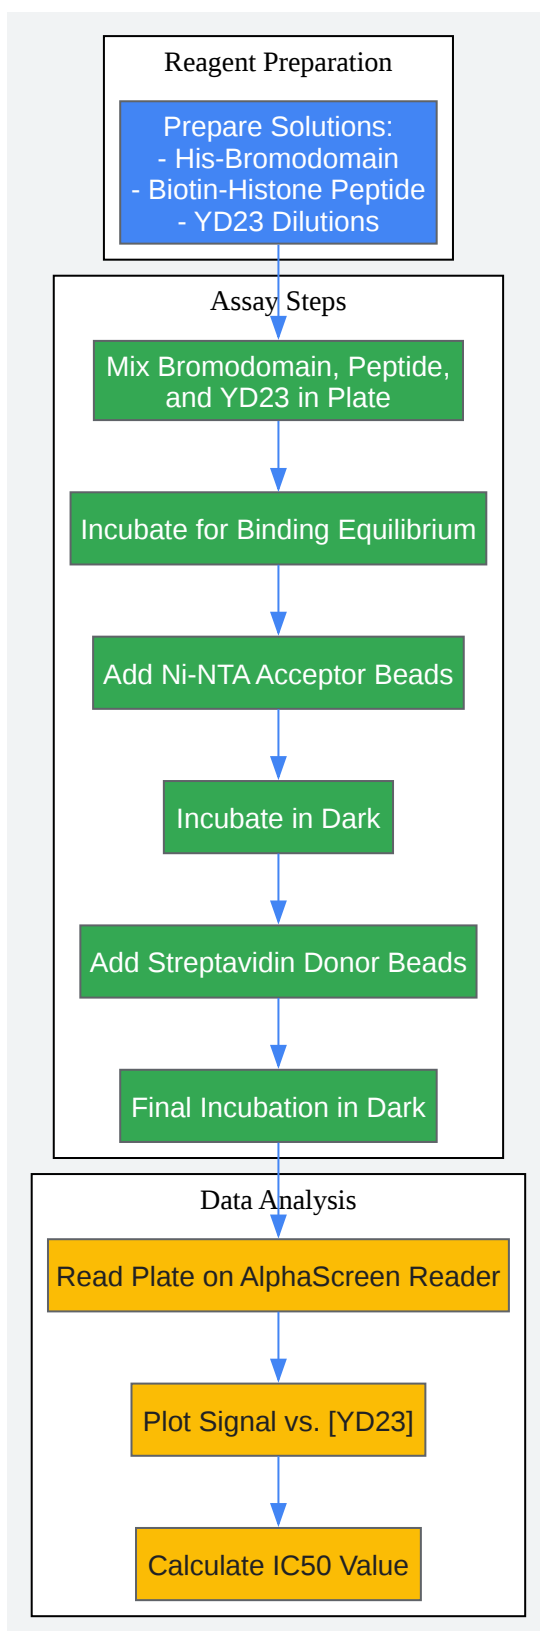 Reagent Preparation
Prepare Solutions:
- His-Bromodomain
- Biotin-Histone Peptide
- YD23 Dilutions
Assay Steps
Mix Bromodomain, Peptide,
and YD23 in Plate
Incubate for Binding Equilibrium
Add Ni-NTA Acceptor Beads
Incubate in Dark
Add Streptavidin Donor Beads
Final Incubation in Dark
Data Analysis
Read Plate on AlphaScreen Reader
Plot Signal vs. [YD23]
Calculate IC50 Value